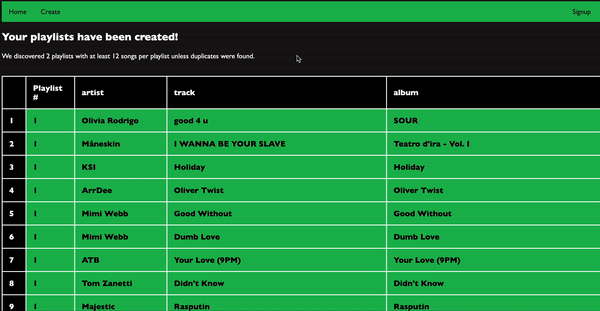 Home Create Signup
Your playlists have been created!
We discovered 2 playlists with at least 12 songs per playlist unless duplicates were found.
Playlist # artist track album
1 1 Olivia Rodrigo good 4 u SOUR
2 1 Måneskin I WANNA BE YOUR SLAVE Teatro d'ira - Vol. I
3 1 KSI Holiday Holiday
4 1 ArrDee Oliver Twist Oliver Twist
5 1 Mimi Webb Good Without Good Without
6 1 Mimi Webb Dumb Love Dumb Love
7 1 ATB Your Love (9PM) Your Love (9PM)
8 1 Tom Zanetti Didn't Know Didn't Know
9 1 Majestic Rasputin Rasputin